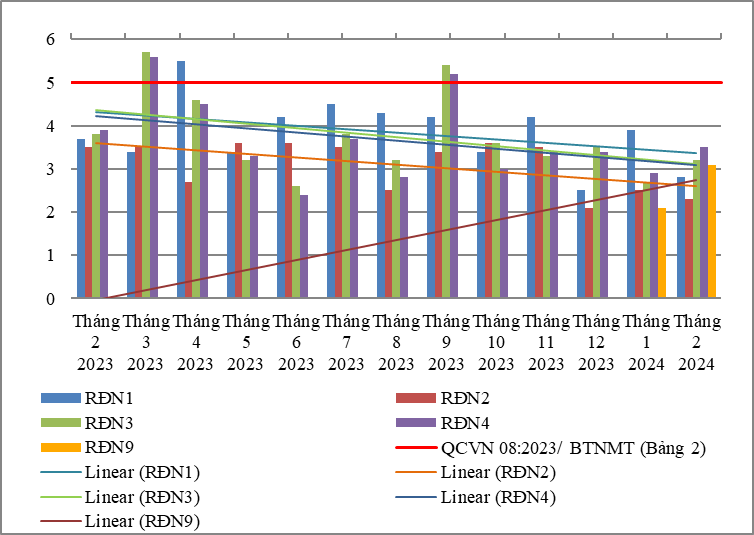 6
5
4
3
2
1
0
Tháng Tháng Tháng Tháng Tháng Tháng Tháng Tháng Tháng Tháng Tháng Tháng Tháng
2 3 4 5 6 7 8 9 10 11 12 1 2
2023 2023 2023 2023 2023 2023 2023 2023 2023 2023 2023 2024 2024
RĐN1 RĐN2
RĐN3 RĐN4
RĐN9 QCVN 08:2023/ BTNMT (Bảng 2)
Linear (RĐN1) Linear (RĐN2)
Linear (RĐN3) Linear (RĐN4)
Linear (RĐN9)